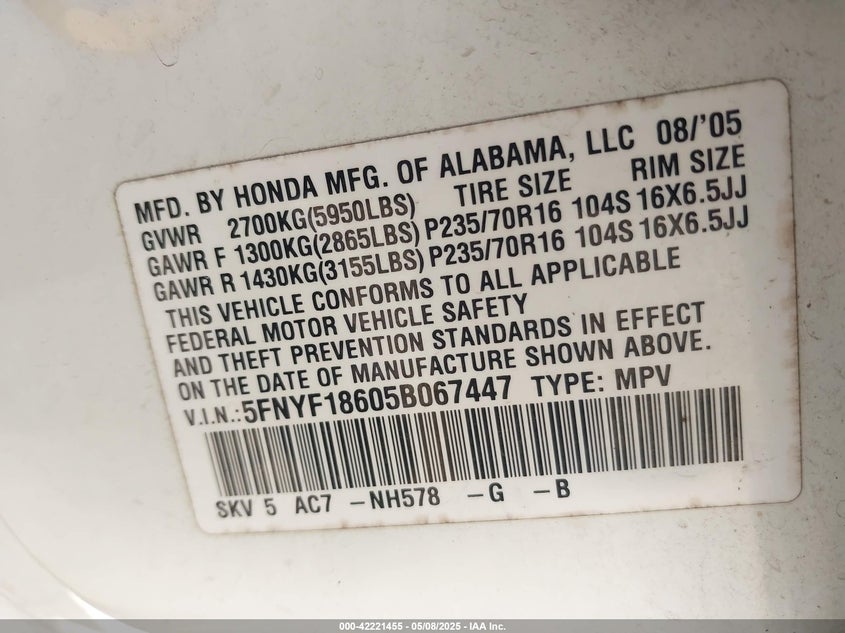 MFD. BY HONDA MFG. OF ALABAMA, LLC 08/'05
GVWR 2700KG(5950LBS) TIRE SIZE RIM SIZE
GAWR F 1300KG(2865LBS) P235/70R16 104S 16X6.5JJ
GAWR R 1430KG(3155LBS) P235/70R16 104S 16X6.5JJ
THIS VEHICLE CONFORMS TO ALL APPLICABLE
FEDERAL MOTOR VEHICLE SAFETY
AND THEFT PREVENTION STANDARDS IN EFFECT
ON THE DATE OF MANUFACTURE SHOWN ABOVE.
V.I.N.: 5FNYF18605B067447 TYPE: MPV
SKV 5 AC7 -NH578 -G -B
000-42221455 - 05/08/2025 - IAA Inc.